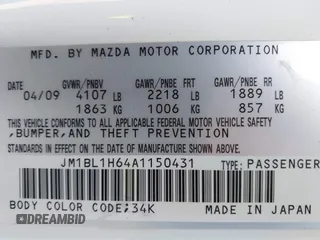 MFD. BY MAZDA MOTOR CORPORATION
GVWR/PNBV GAWR/PNBE FRT GAWR/PNBE RR
04/09 4107 LB 2218 LB 1889 LB
1863 KG 1006 KG 857 KG
THIS VEHICLE CONFORMS TO ALL APPLICABLE FEDERAL MOTOR VEHICLE SAFETY
,BUMPER,AND THEFT PREVENTION
STANDARDS IN EFFECT ON THE DATE OF MANUFACTURE SHOWN ABOVE.
JM1BL1H64A1150431 TYPE:PASSENGER
BODY COLOR CODE;34K MADE IN JAPAN
DREAMBID